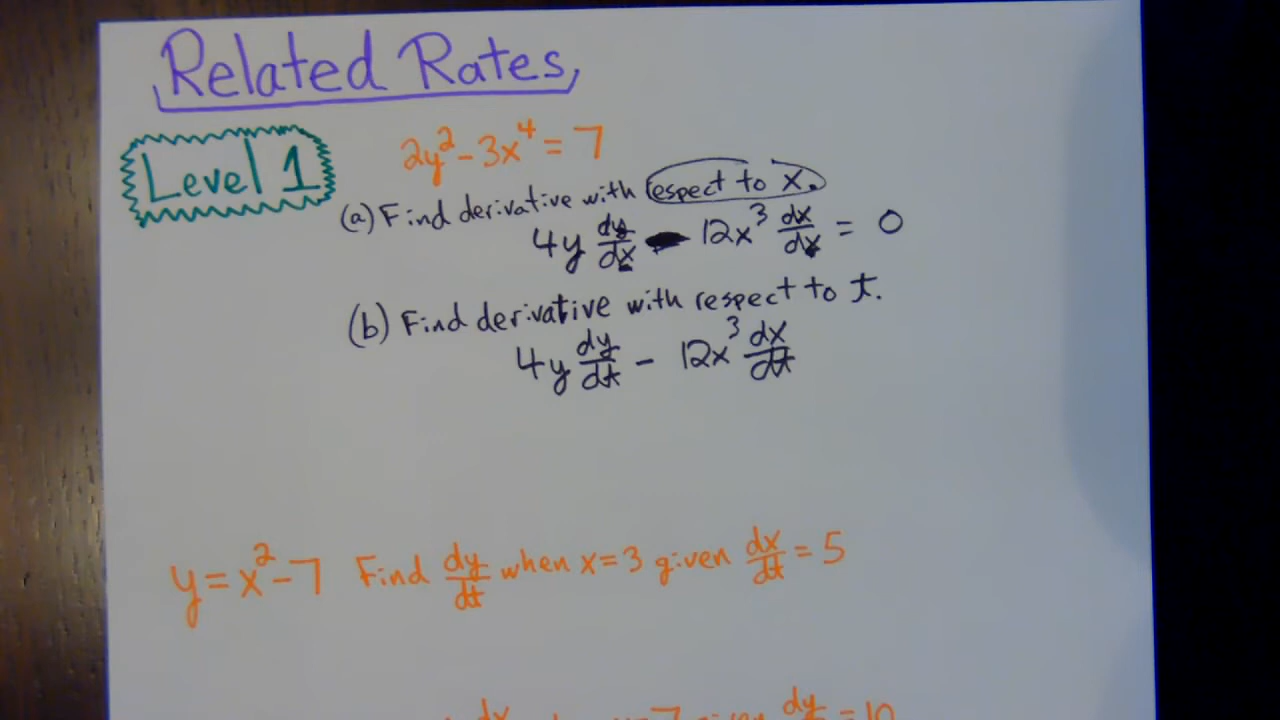 Related Rates
Level 1
2y² - 3x⁴ = 7
(a) Find derivative with respect to x.
4y dy/dx - 12x³ dx/dx = 0
(b) Find derivative with respect to t.
4y dy/dt - 12x³ dx/dt
y = x² - 7 Find dy/dt when x = 3 given dx/dt = 5